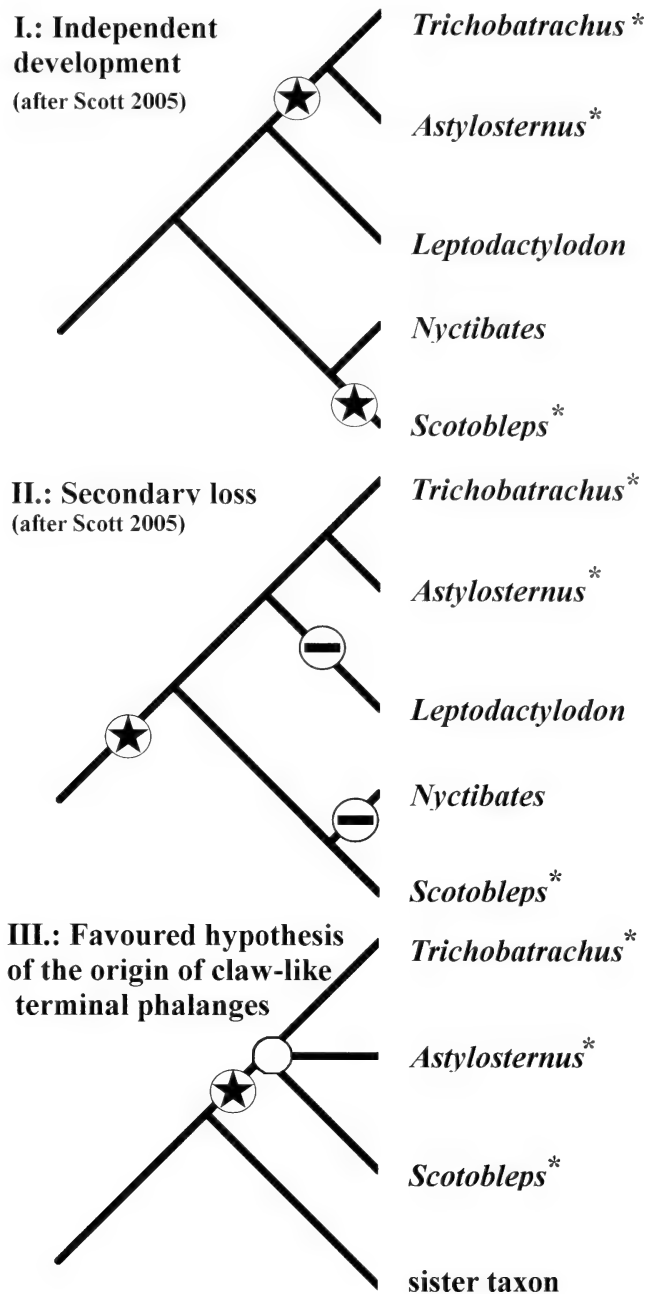 I.: Independent
development
(after Scott 2005)
Trichobatrachus*
Astylosternus*
Leptodactylodon
Nyctibates
Scotobleps*
II.: Secondary loss
(after Scott 2005)
Trichobatrachus*
Astylosternus*
Leptodactylodon
Nyctibates
Scotobleps*
III.: Favoured hypothesis
of the origin of claw-like
terminal phalanges
Trichobatrachus*
Astylosternus*
Scotobleps*
sister taxon